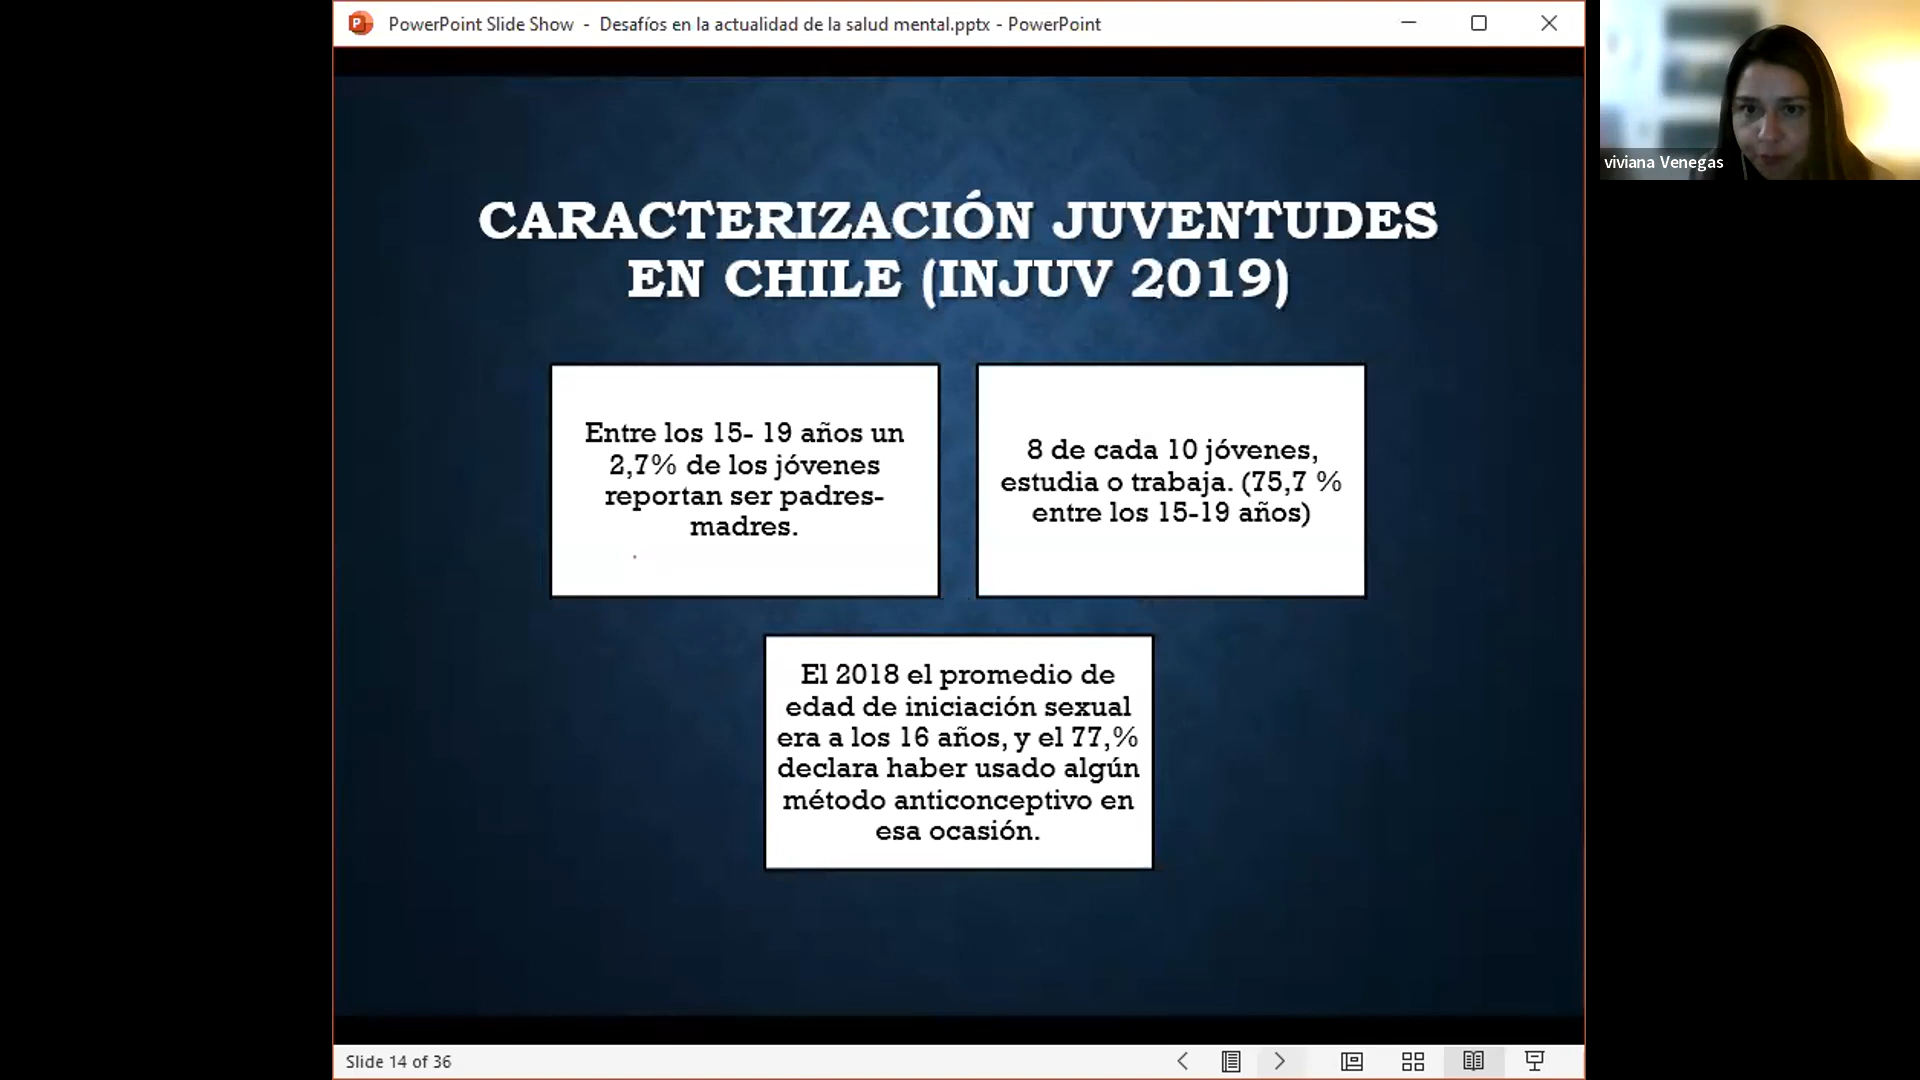 PowerPoint Slide Show - Desafíos en la actualidad de la salud mental.pptx - PowerPoint
viviana Venegas
CARACTERIZACIÓN JUVENTUDES
EN CHILE (INJUV 2019)
Entre los 15- 19 años un
2,7% de los jóvenes
reportan ser padres-
madres.
8 de cada 10 jóvenes,
estudia o trabaja. (75,7 %
entre los 15-19 años)
El 2018 el promedio de
edad de iniciación sexual
era a los 16 años, y el 77,%
declara haber usado algún
método anticonceptivo en
esa ocasión.
Slide 14 of 36